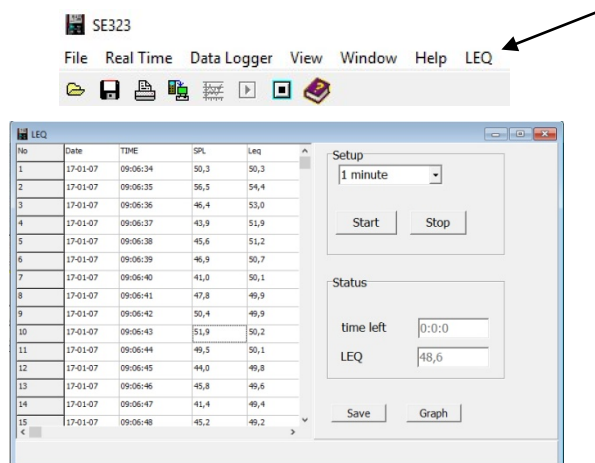 SE323
File Real Time Data Logger View Window Help LEQ
LEQ
No Date TIME SPL Leq
1 17-01-07 09:06:34 50,3 50,3
2 17-01-07 09:06:35 56,5 54,4
3 17-01-07 09:06:36 46,4 53,0
4 17-01-07 09:06:37 43,9 51,9
5 17-01-07 09:06:38 45,6 51,2
6 17-01-07 09:06:39 46,9 50,7
7 17-01-07 09:06:40 41,0 50,1
8 17-01-07 09:06:41 47,8 49,9
9 17-01-07 09:06:42 50,4 49,9
10 17-01-07 09:06:43 51,9 50,2
11 17-01-07 09:06:44 49,5 50,1
12 17-01-07 09:06:45 44,0 49,8
13 17-01-07 09:06:46 45,8 49,6
14 17-01-07 09:06:47 41,4 49,4
15 17-01-07 09:06:48 45,2 49,2
Setup
1 minute
Start Stop
Status
time left 0:0:0
LEQ 48,6
Save Graph